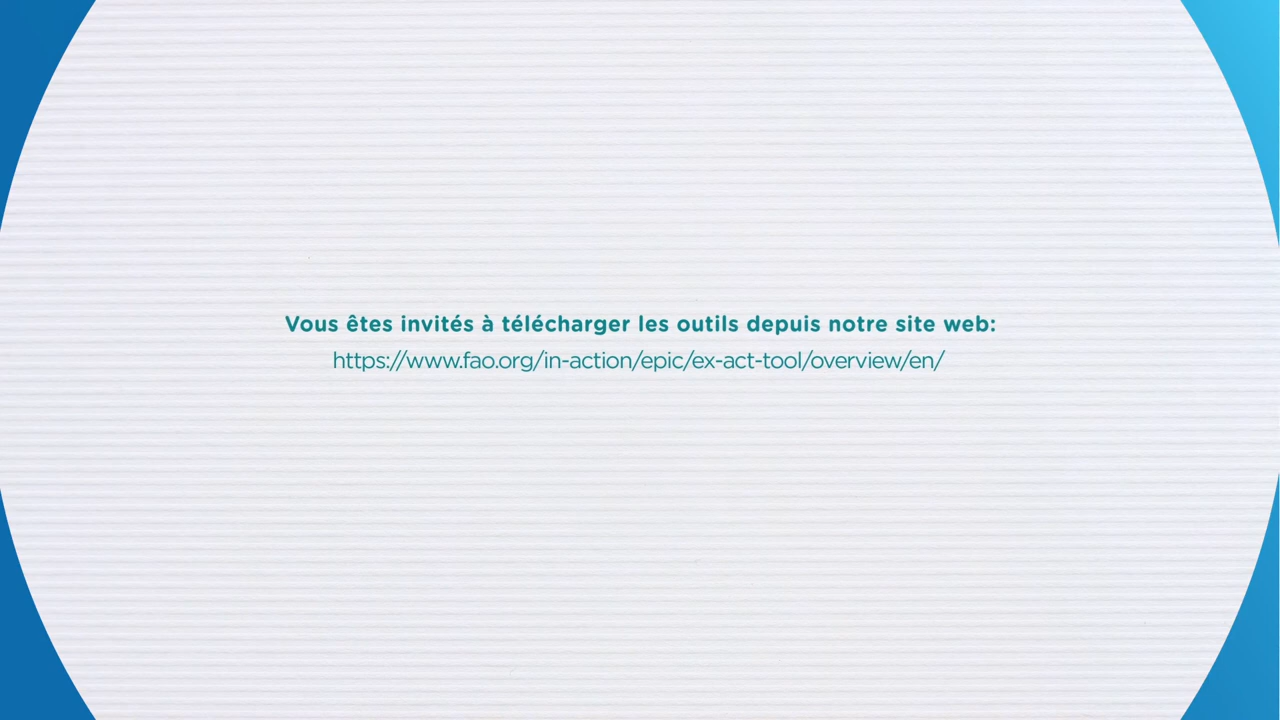 Vous êtes invités à télécharger les outils depuis notre site web:
https://www.fao.org/in-action/epic/ex-act-tool/overview/en/